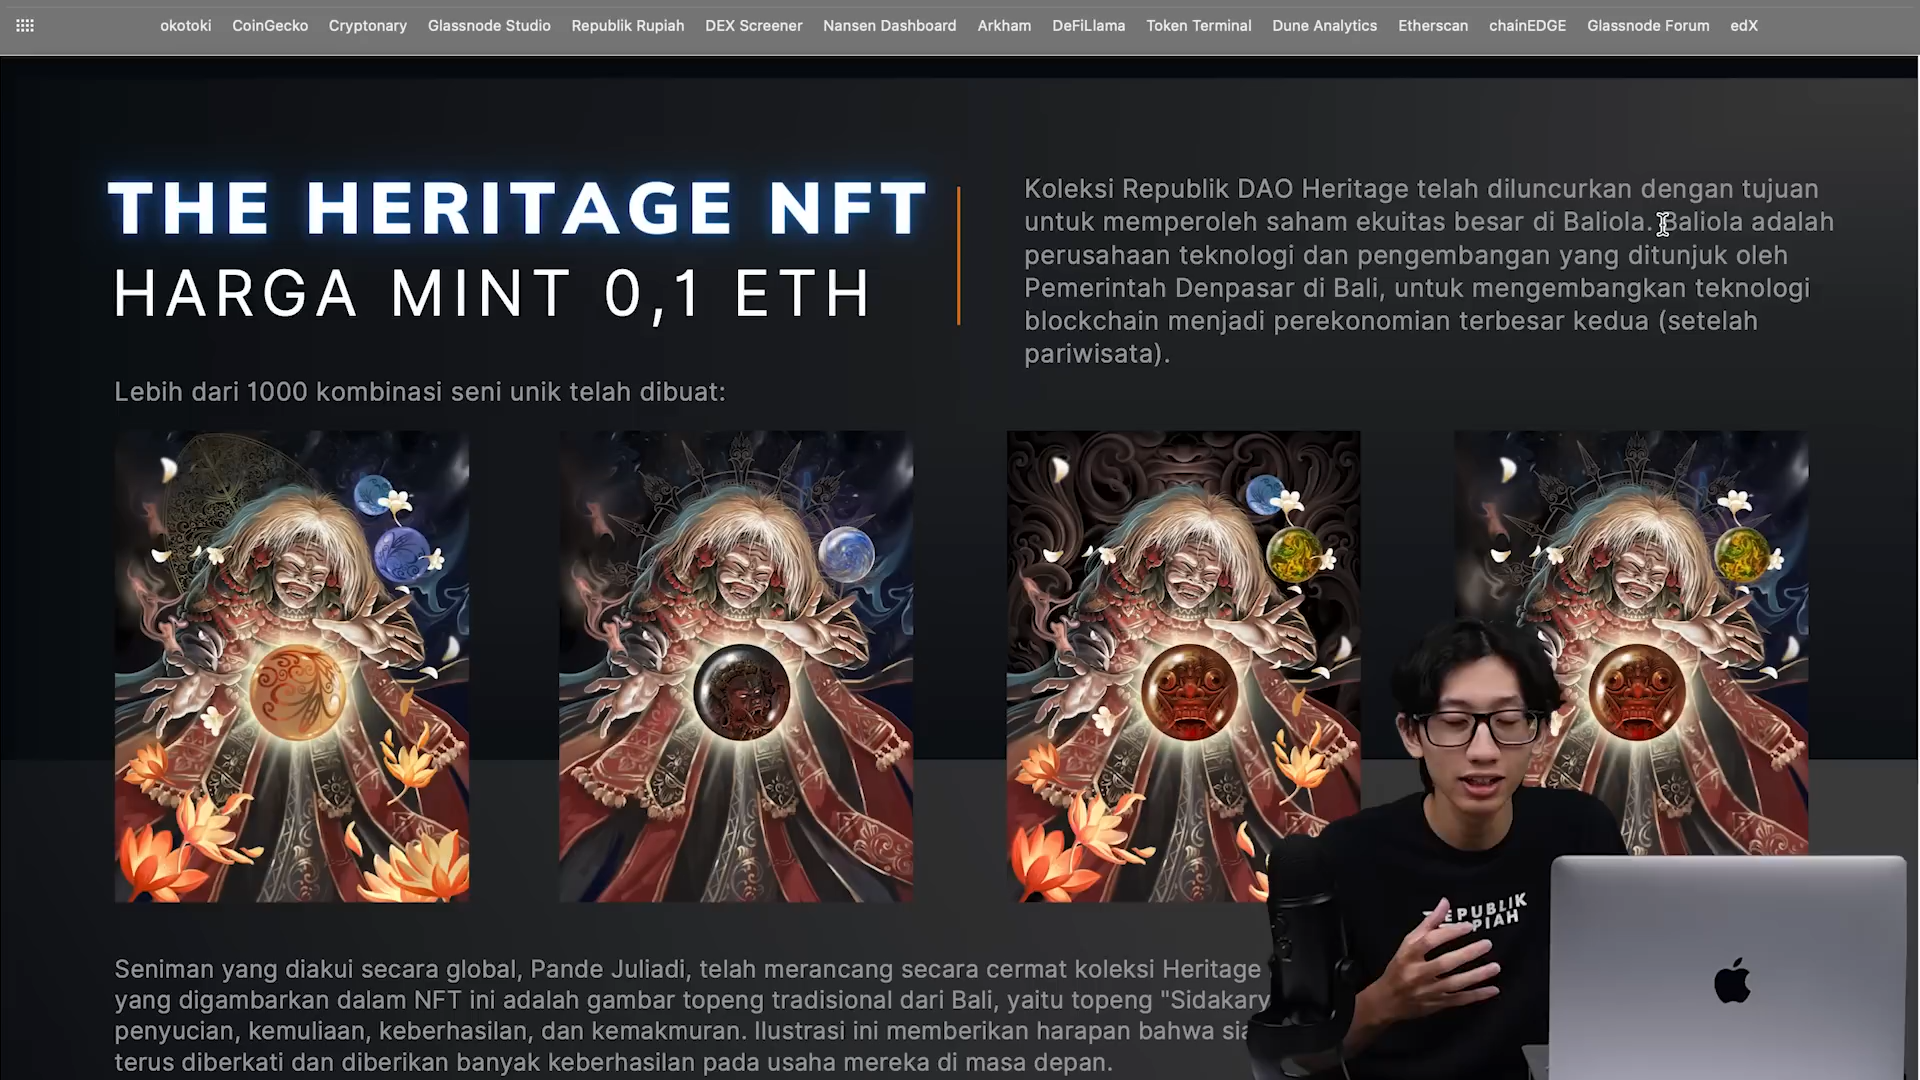 okotoki CoinGecko Cryptonary Glassnode Studio Republik Rupiah DEX Screener Nansen Dashboard Arkham DeFiLlama Token Terminal Dune Analytics Etherscan chainEDGE Glassnode Forum edX
THE HERITAGE NFT
HARGA MINT 0,1 ETH
Koleksi Republik DAO Heritage telah diluncurkan dengan tujuan
untuk memperoleh saham ekuitas besar di Baliola. Baliola adalah
perusahaan teknologi dan pengembangan yang ditunjuk oleh
Pemerintah Denpasar di Bali, untuk mengembangkan teknologi
blockchain menjadi perekonomian terbesar kedua (setelah
pariwisata).
Lebih dari 1000 kombinasi seni unik telah dibuat:
Seniman yang diakui secara global, Pande Juliadi, telah merancang secara cermat koleksi Heritage
yang digambarkan dalam NFT ini adalah gambar topeng tradisional dari Bali, yaitu topeng "Sidakary
penyucian, kemuliaan, keberhasilan, dan kemakmuran. Ilustrasi ini memberikan harapan bahwa
terus diberkati dan diberikan banyak keberhasilan pada usaha mereka di masa depan.